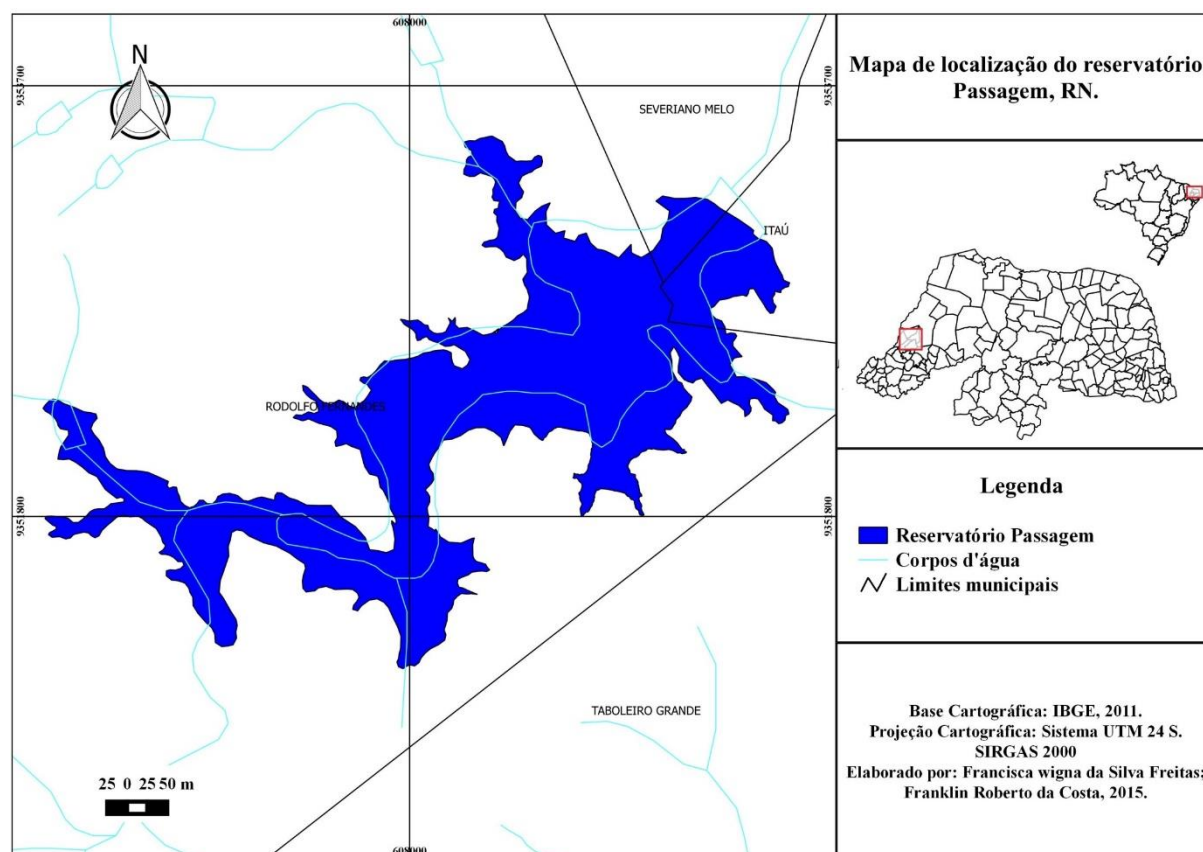 608000
9353700
9353700
N
SEVERIANO MELO
ITAÚ
RODOLFO FERNANDES
9351800
9351800
TABOLEIRO GRANDE
25 0 25 50 m
608000
Mapa de localização do reservatório
Passagem, RN.
Legenda
Reservatório Passagem
Corpos d'água
Limites municipais
Base Cartográfica: IBGE, 2011.
Projeção Cartográfica: Sistema UTM 24 S.
SIRGAS 2000
Elaborado por: Francisca wigna da Silva Freitas;
Franklin Roberto da Costa, 2015.